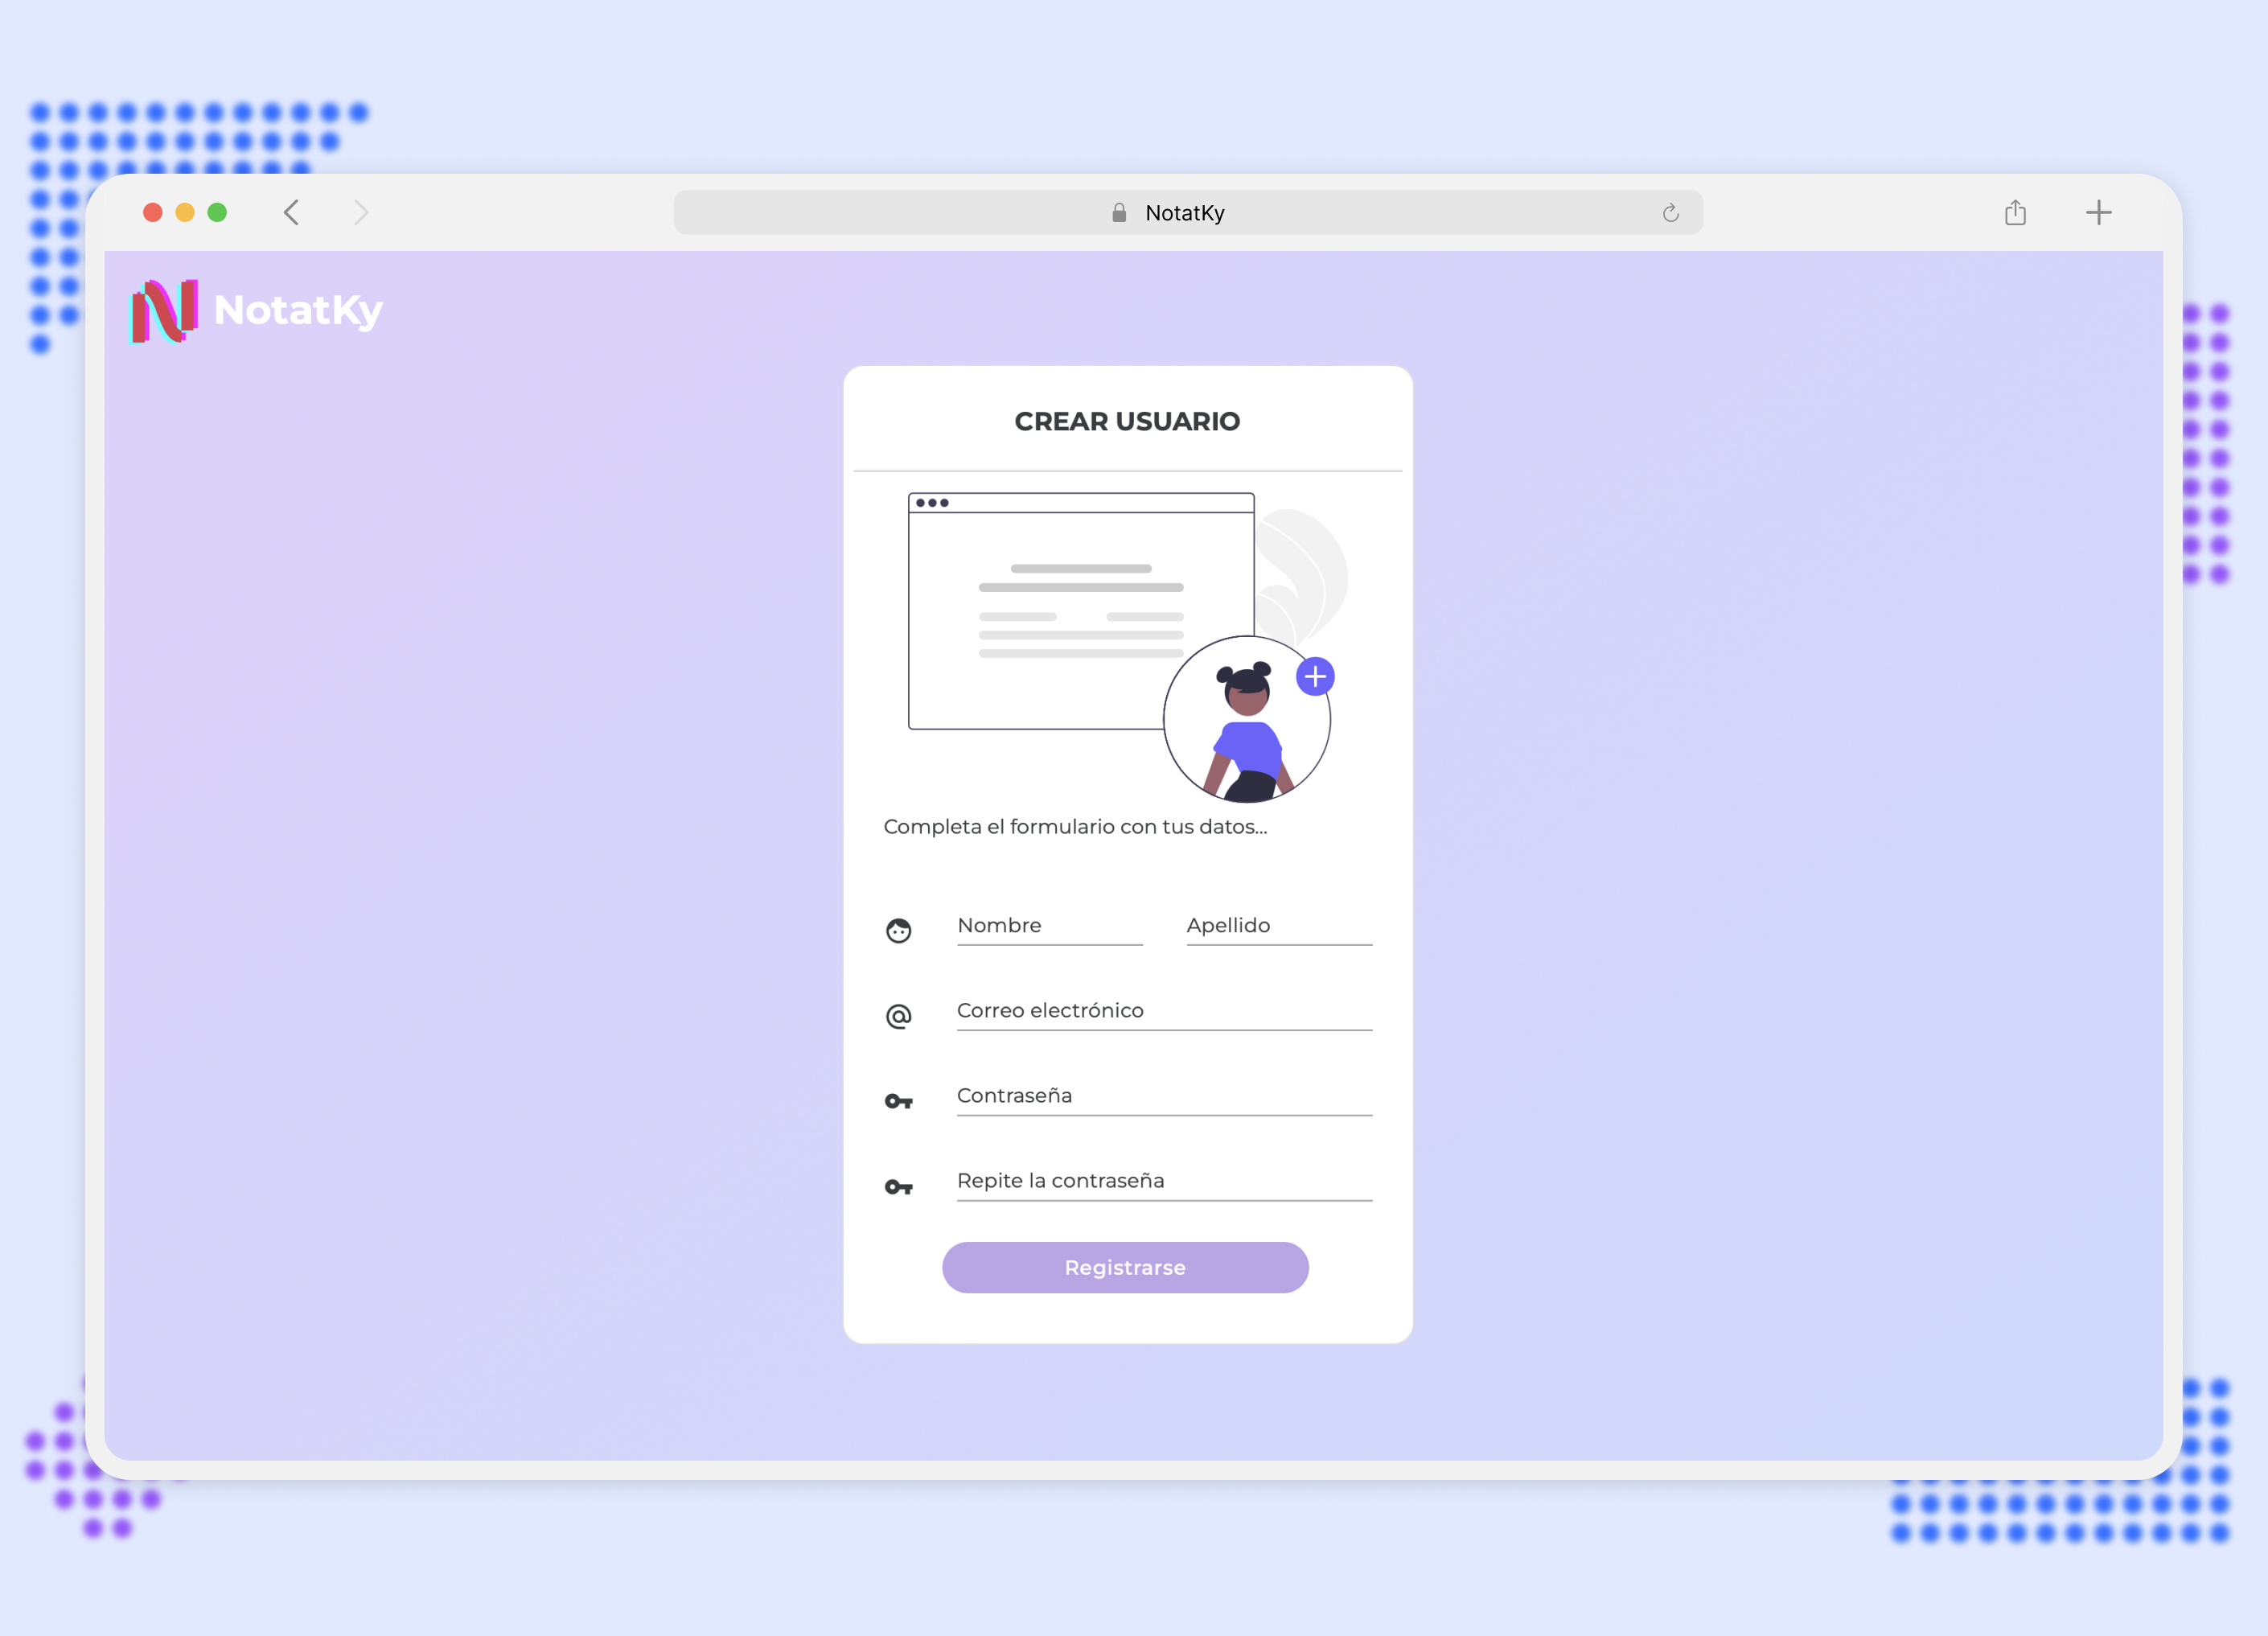 NotatKy
NotatKy
CREAR USUARIO
Completa el formulario con tus datos...
Nombre Apellido
Correo electrónico
Contraseña
Repite la contraseña
Registrarse